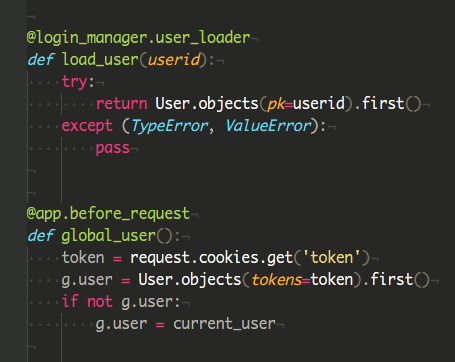 @login_manager.user_loader
def load_user(userid):
    try:
        return User.objects(pk=userid).first()
    except (TypeError, ValueError):
        pass
@app.before_request
def global_user():
    token = request.cookies.get('token')
    g.user = User.objects(tokens=token).first()
    if not g.user:
        g.user = current_user